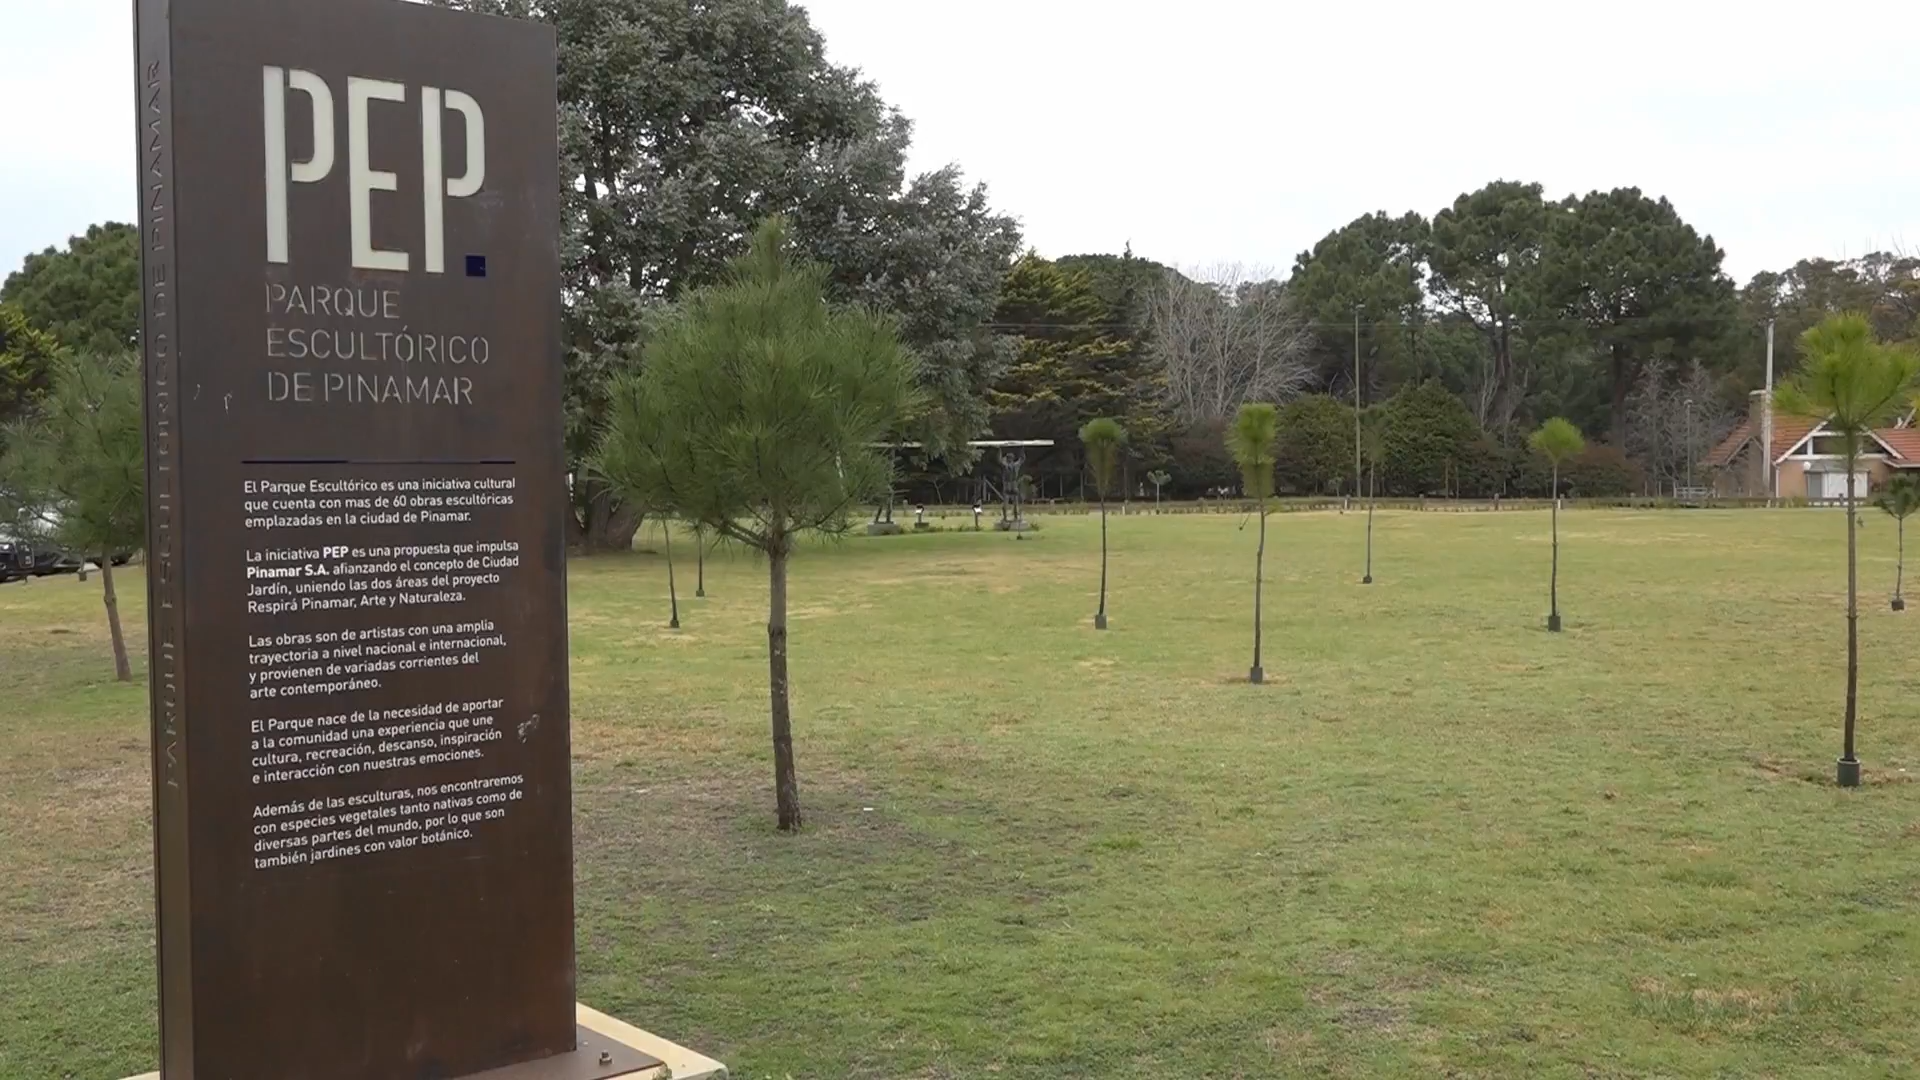 PEP.
PARQUE
ESCULTÓRICO
DE PINAMAR
El Parque Escultórico es una iniciativa cultural
que cuenta con mas de 60 obras escultóricas
emplazadas en la ciudad de Pinamar.
La iniciativa PEP es una propuesta que impulsa
Pinamar S.A. afianzando el concepto de Ciudad
Jardín, uniendo las dos áreas del proyecto
Respirá Pinamar, Arte y Naturaleza.
Las obras son de artistas con una amplia
trayectoria a nivel nacional e internacional,
y provienen de variadas corrientes del
arte contemporáneo.
El Parque nace de la necesidad de aportar
a la comunidad una experiencia que une
cultura, recreación, descanso, inspiración
e interacción con nuestras emociones.
Además de las esculturas, nos encontraremos
con especies vegetales tanto nativas como de
diversas partes del mundo, por lo que son
también jardines con valor botánico.
PARQUE ESCULTÓRICO DE PINAMAR